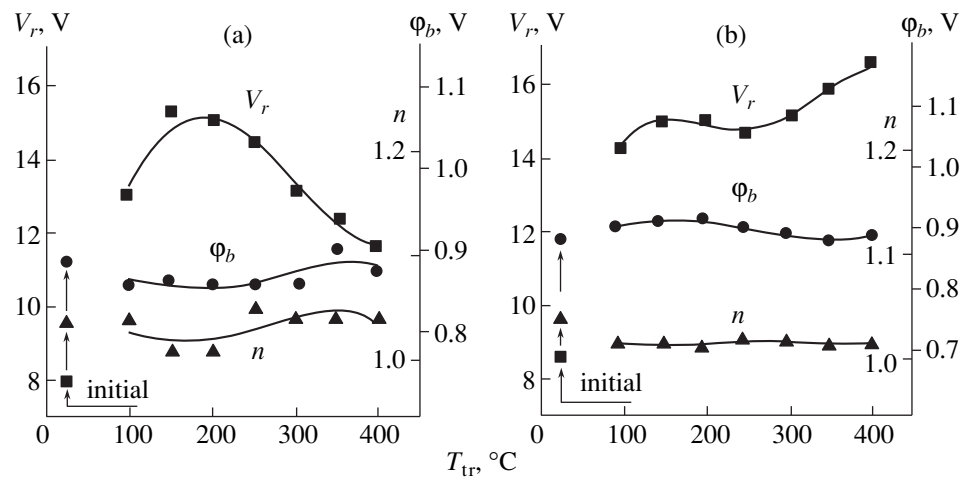 V_r, V (a) φ_b, V V_r, V (b) φ_b, V
16 1.1 16 1.1
V_r n V_r n
14 1.2 1.0 14 1.2 1.0
φ_b
12 φ_b 0.9 12 0.9
1.1 1.1
10 10 0.8
0.8
n n
1.0 1.0 0.7
8 initial 8 initial
0 100 200 300 400 0 100 200 300 400
T_tr, °C